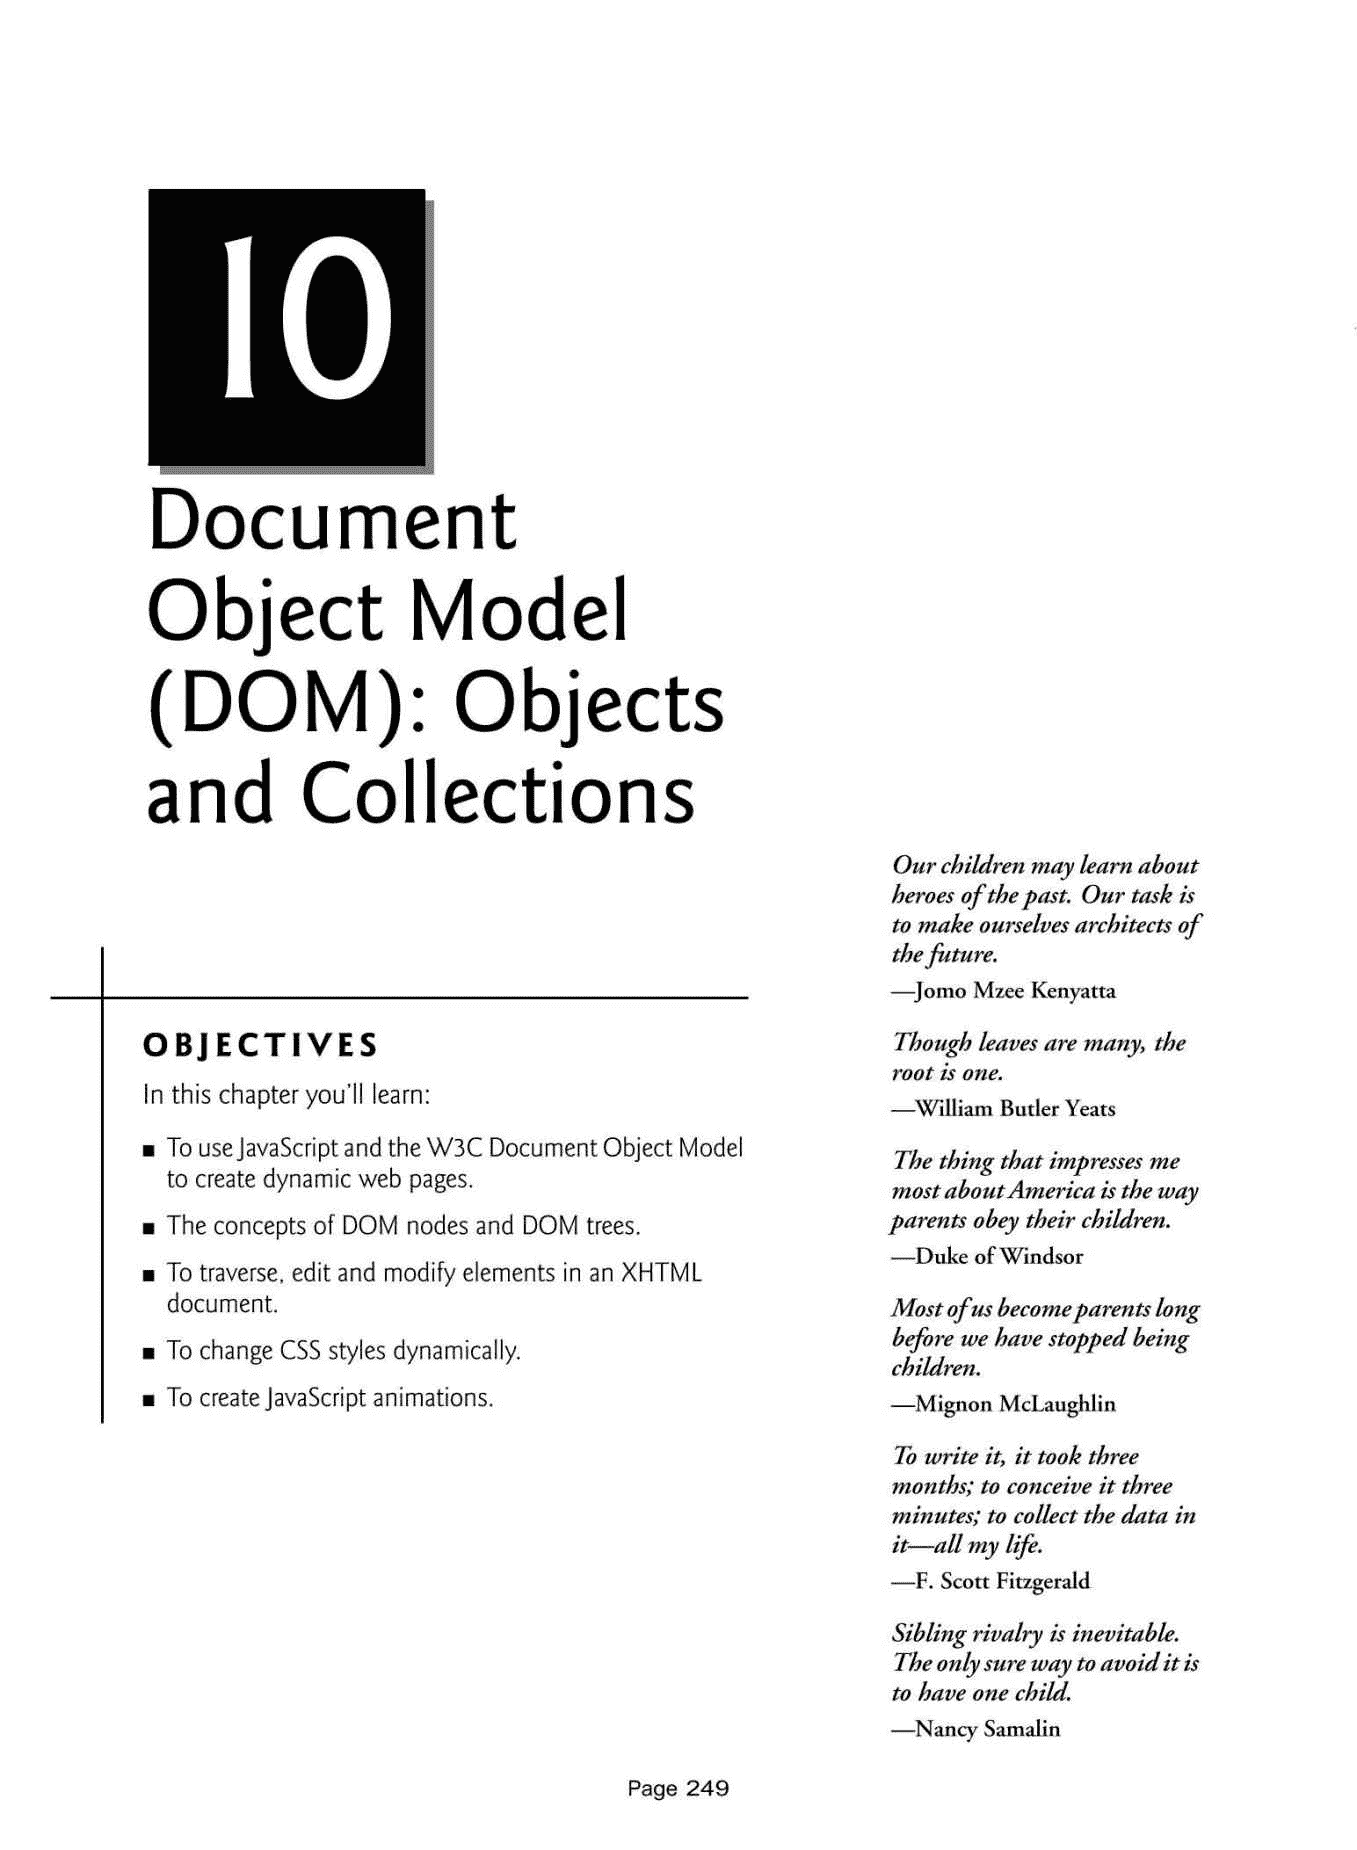 10
Document
Object Model
(DOM): Objects
and Collections
OBJECTIVES
In this chapter you'll learn:
■ To use JavaScript and the W3C Document Object Model
to create dynamic web pages.
■ The concepts of DOM nodes and DOM trees.
■ To traverse, edit and modify elements in an XHTML
document.
■ To change CSS styles dynamically.
■ To create JavaScript animations.
Our children may learn about
heroes of the past. Our task is
to make ourselves architects of
the future.
—Jomo Mzee Kenyatta
Though leaves are many, the
root is one.
—William Butler Yeats
The thing that impresses me
most about America is the way
parents obey their children.
—Duke of Windsor
Most of us become parents long
before we have stopped being
children.
—Mignon McLaughlin
To write it, it took three
months; to conceive it three
minutes; to collect the data in
it—all my life.
—F. Scott Fitzgerald
Sibling rivalry is inevitable.
The only sure way to avoid it is
to have one child.
—Nancy Samalin
Page 249